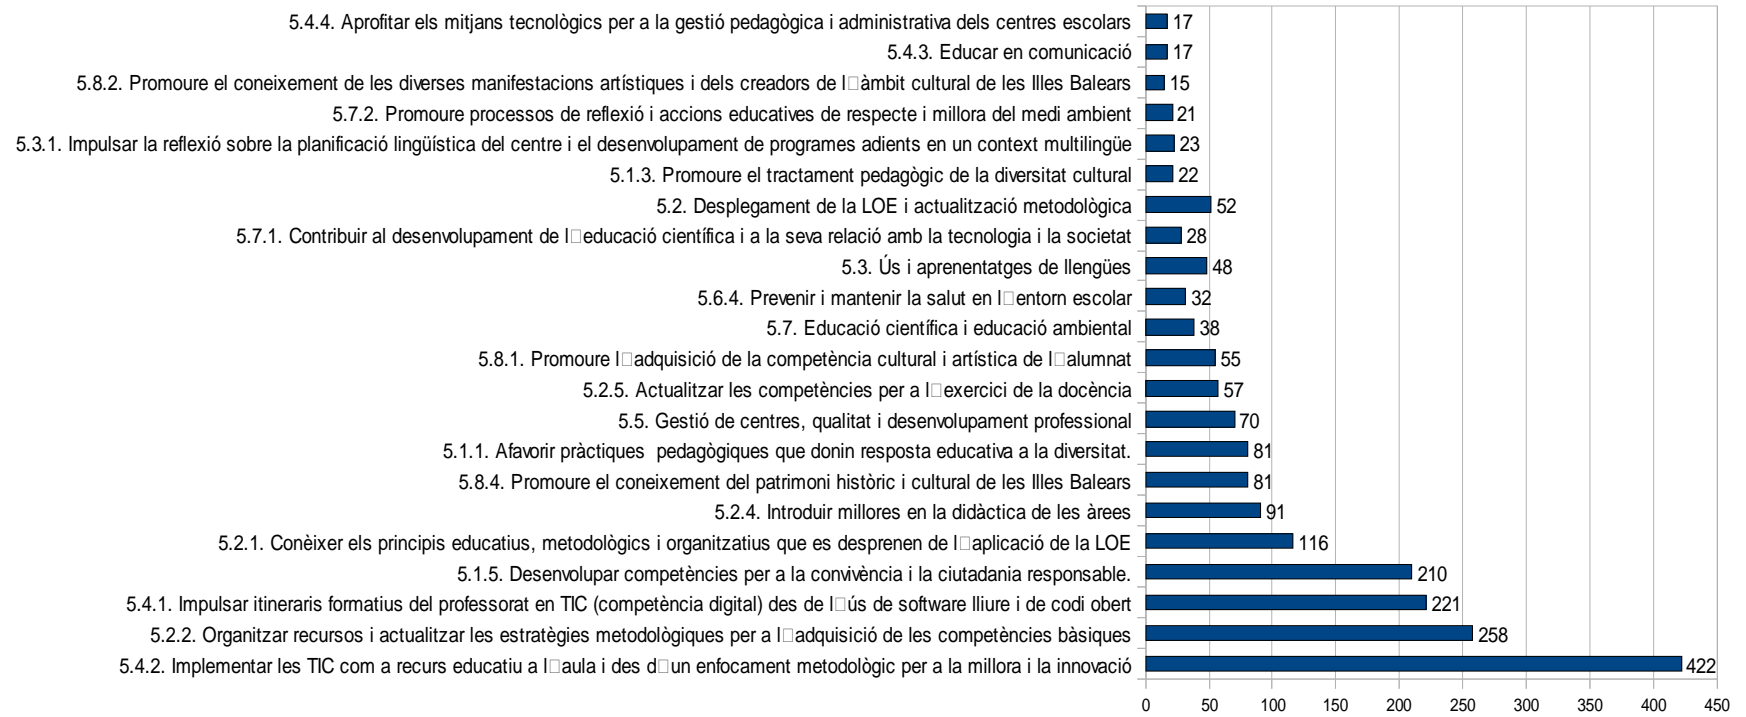 5.4.4. Aprofitar els mitjans tecnològics per a la gestió pedagògica i administrativa dels centres escolars 17
5.4.3. Educar en comunicació 17
5.8.2. Promoure el coneixement de les diverses manifestacions artístiques i dels creadors de l□àmbit cultural de les Illes Balears 15
5.7.2. Promoure processos de reflexió i accions educatives de respecte i millora del medi ambient 21
5.3.1. Impulsar la reflexió sobre la planificació lingüística del centre i el desenvolupament de programes adients en un context multilingüe 23
5.1.3. Promoure el tractament pedagògic de la diversitat cultural 22
5.2. Desplegament de la LOE i actualització metodològica 52
5.7.1. Contribuir al desenvolupament de l□educació científica i a la seva relació amb la tecnologia i la societat 28
5.3. Ús i aprenentatges de llengües 48
5.6.4. Prevenir i mantenir la salut en l□entorn escolar 32
5.7. Educació científica i educació ambiental 38
5.8.1. Promoure l□adquisició de la competència cultural i artística de l□alumnat 55
5.2.5. Actualitzar les competències per a l□exercici de la docència 57
5.5. Gestió de centres, qualitat i desenvolupament professional 70
5.1.1. Afavorir pràctiques  pedagògiques que donin resposta educativa a la diversitat. 81
5.8.4. Promoure el coneixement del patrimoni històric i cultural de les Illes Balears 81
5.2.4. Introduir millores en la didàctica de les àrees 91
5.2.1. Conèixer els principis educatius, metodològics i organitzatius que es desprenen de l□aplicació de la LOE 116
5.1.5. Desenvolupar competències per a la convivència i la ciutadania responsable. 210
5.4.1. Impulsar itineraris formatius del professorat en TIC (competència digital) des de l□ús de software lliure i de codi obert 221
5.2.2. Organitzar recursos i actualitzar les estratègies metodològiques per a l□adquisició de les competències bàsiques 258
5.4.2. Implementar les TIC com a recurs educatiu a l□aula i des d□un enfocament metodològic per a la millora i la innovació 422
0 50 100 150 200 250 300 350 400 450